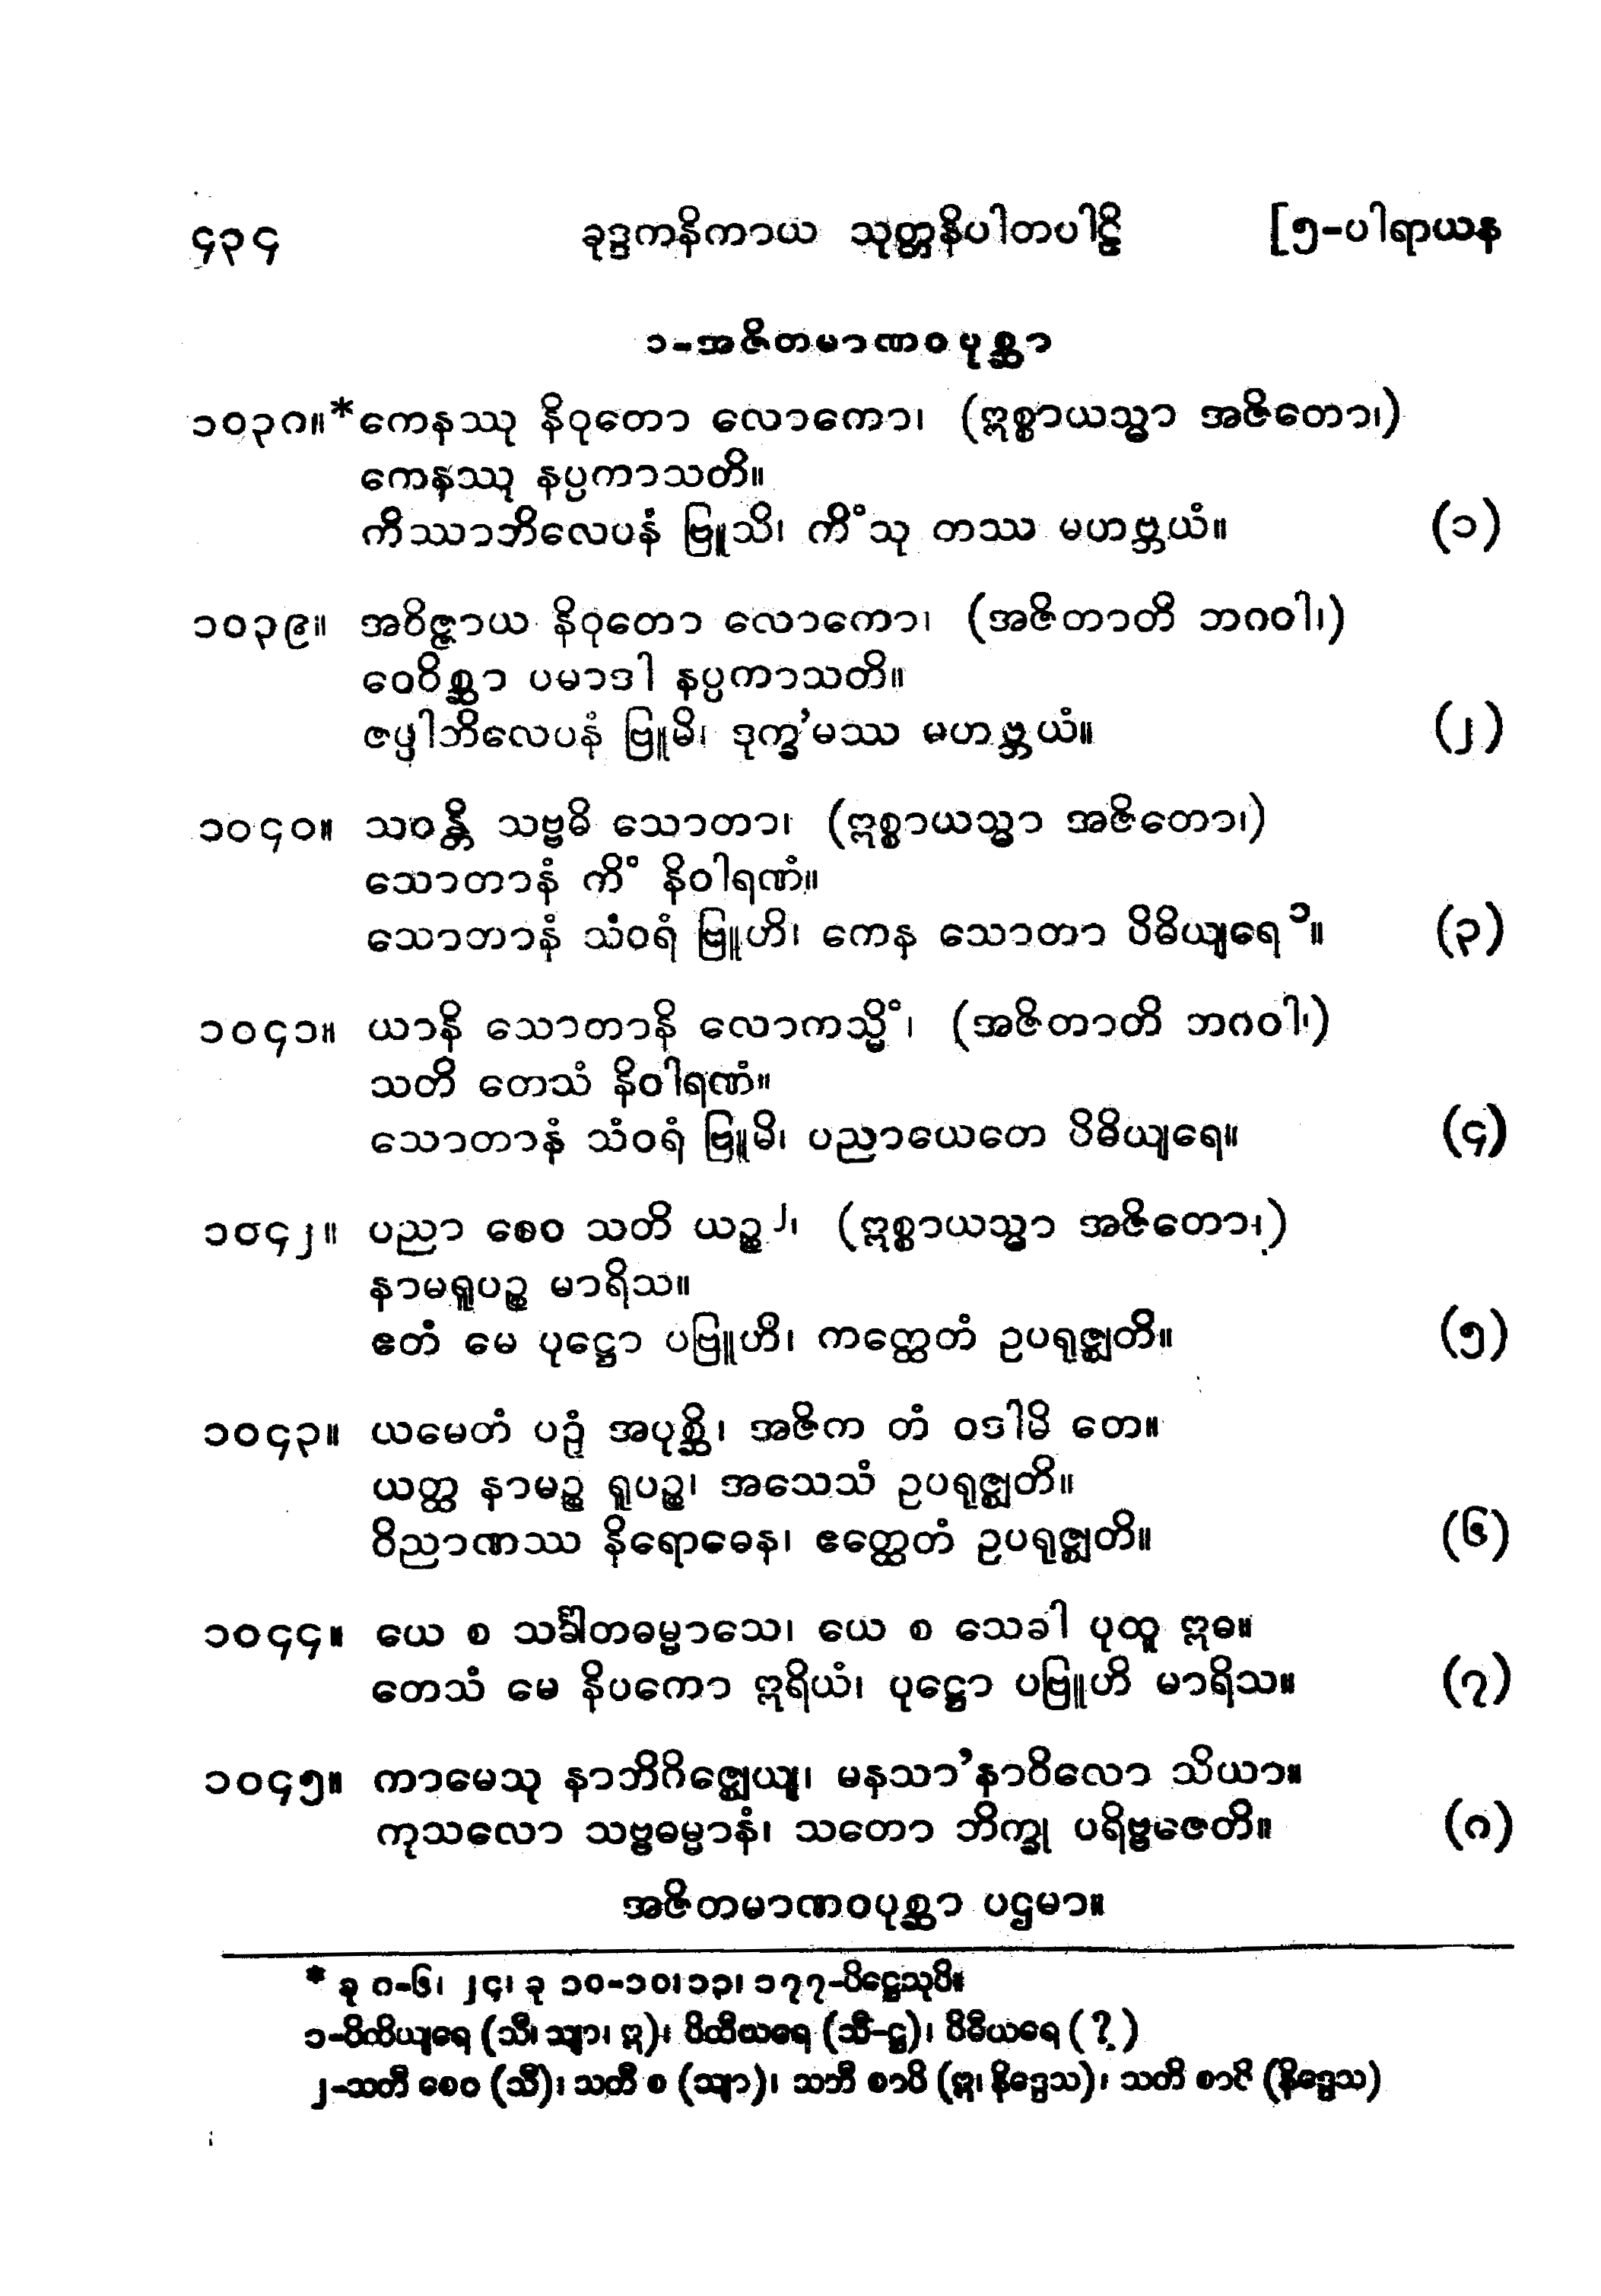 ၄၃၄ ခုဒ္ဒကနိကာယ သုတ္တနိပါတပါဠိ [၅-ပါရာယန
၁-အဇိတမာဏဝပုစ္ဆာ
၁၀၃၈။ *ကေနဿု နိဝုတော လောကော၊ (ဣစ္စာယသ္မာ အဇိတော၊)
ကေနဿု နပ္ပကာသတိ။
ကိဿာဘိလေပနံ ဗြူသိ၊ ကိံသု တဿ မဟဗ္ဘယံ။ (၁)
၁၀၃၉။ အဝိဇ္ဇာယ နိဝုတော လောကော၊ (အဇိတာတိ ဘဂဝါ၊)
ဝေဝိစ္ဆာ ပမာဒါ နပ္ပကာသတိ။
ဇပ္ပါဘိလေပနံ ဗြူမိ၊ ဒုက္ခ’မဿ မဟဗ္ဘယံ။ (၂)
၁၀၄၀။ သဝန္တိ သဗ္ဗဓိ သောတာ၊ (ဣစ္စာယသ္မာ အဇိတော၊)
သောတာနံ ကိံ နိဝါရဏံ။
သောတာနံ သံဝရံ ဗြူဟိ၊ ကေန သောတာ ပိဓိယျရေ ၁။ (၃)
၁၀၄၁။ ယာနိ သောတာနိ လောကသ္မိံ၊ (အဇိတာတိ ဘဂဝါ၊)
သတိ တေသံ နိဝါရဏံ။
သောတာနံ သံဝရံ ဗြူမိ၊ ပညာယေတေ ပိဓိယျရေ။ (၄)
၁၀၄၂။ ပညာ စေဝ သတိ ယဉ္စ ၂၊ (ဣစ္စာယသ္မာ အဇိတော၊)
နာမရူပဉ္စ မာရိသ။
ဧတံ မေ ပုဋ္ဌော ပဗြူဟိ၊ ကတ္ထေတံ ဥပရုဇ္ဈတိ။ (၅)
၁၀၄၃။ ယမေတံ ပဉှံ အပုစ္ဆိ၊ အဇိက တံ ဝဒါမိ တေ။
ယတ္ထ နာမဉ္စ ရူပဉ္စ၊ အသေသံ ဥပရုဇ္ဈတိ။
ဝိညာဏဿ နိရောဓေန၊ ဧတ္ထေတံ ဥပရုဇ္ဈတိ။ (၆)
၁၀၄၄။ ယေ စ သင်္ခါတဓမ္မာသေ၊ ယေ စ သေခါ ပုထူ ဣဓ။
တေသံ မေ နိပကော ဣရိယံ၊ ပုဋ္ဌော ပဗြူဟိ မာရိသ။ (၇)
၁၀၄၅။ ကာမေသု နာဘိဂိဇ္ဈေယျ၊ မနသာ’နာဝိလော သိယာ။
ကုသလော သဗ္ဗဓမ္မာနံ၊ သတော ဘိက္ခု ပရိဗ္ဗဇေတိ။ (၈)
အဇိတမာဏဝပုစ္ဆာ ပဌမာ။
* ခု ၈-၆၊ ၂၄၊ ခု ၁၀-၁၀၊ ၁၃၊ ၁၇၇-ပိဋ္ဌေသုပိ။
၁-ပိထိယျရေ (သီ၊ သျာ၊ ဣ)၊ ပိထီယရေ (သီ-ဋ္ဌ)၊ ပိဓီယရေ (?)
၂-သတီ စေဝ (သီ)၊ သတီ စ (သျာ)၊ သတီ စာပိ (ဣ၊ နိဒ္ဒေသ)၊ သတိ စာပိ (နိဒ္ဒေသ)